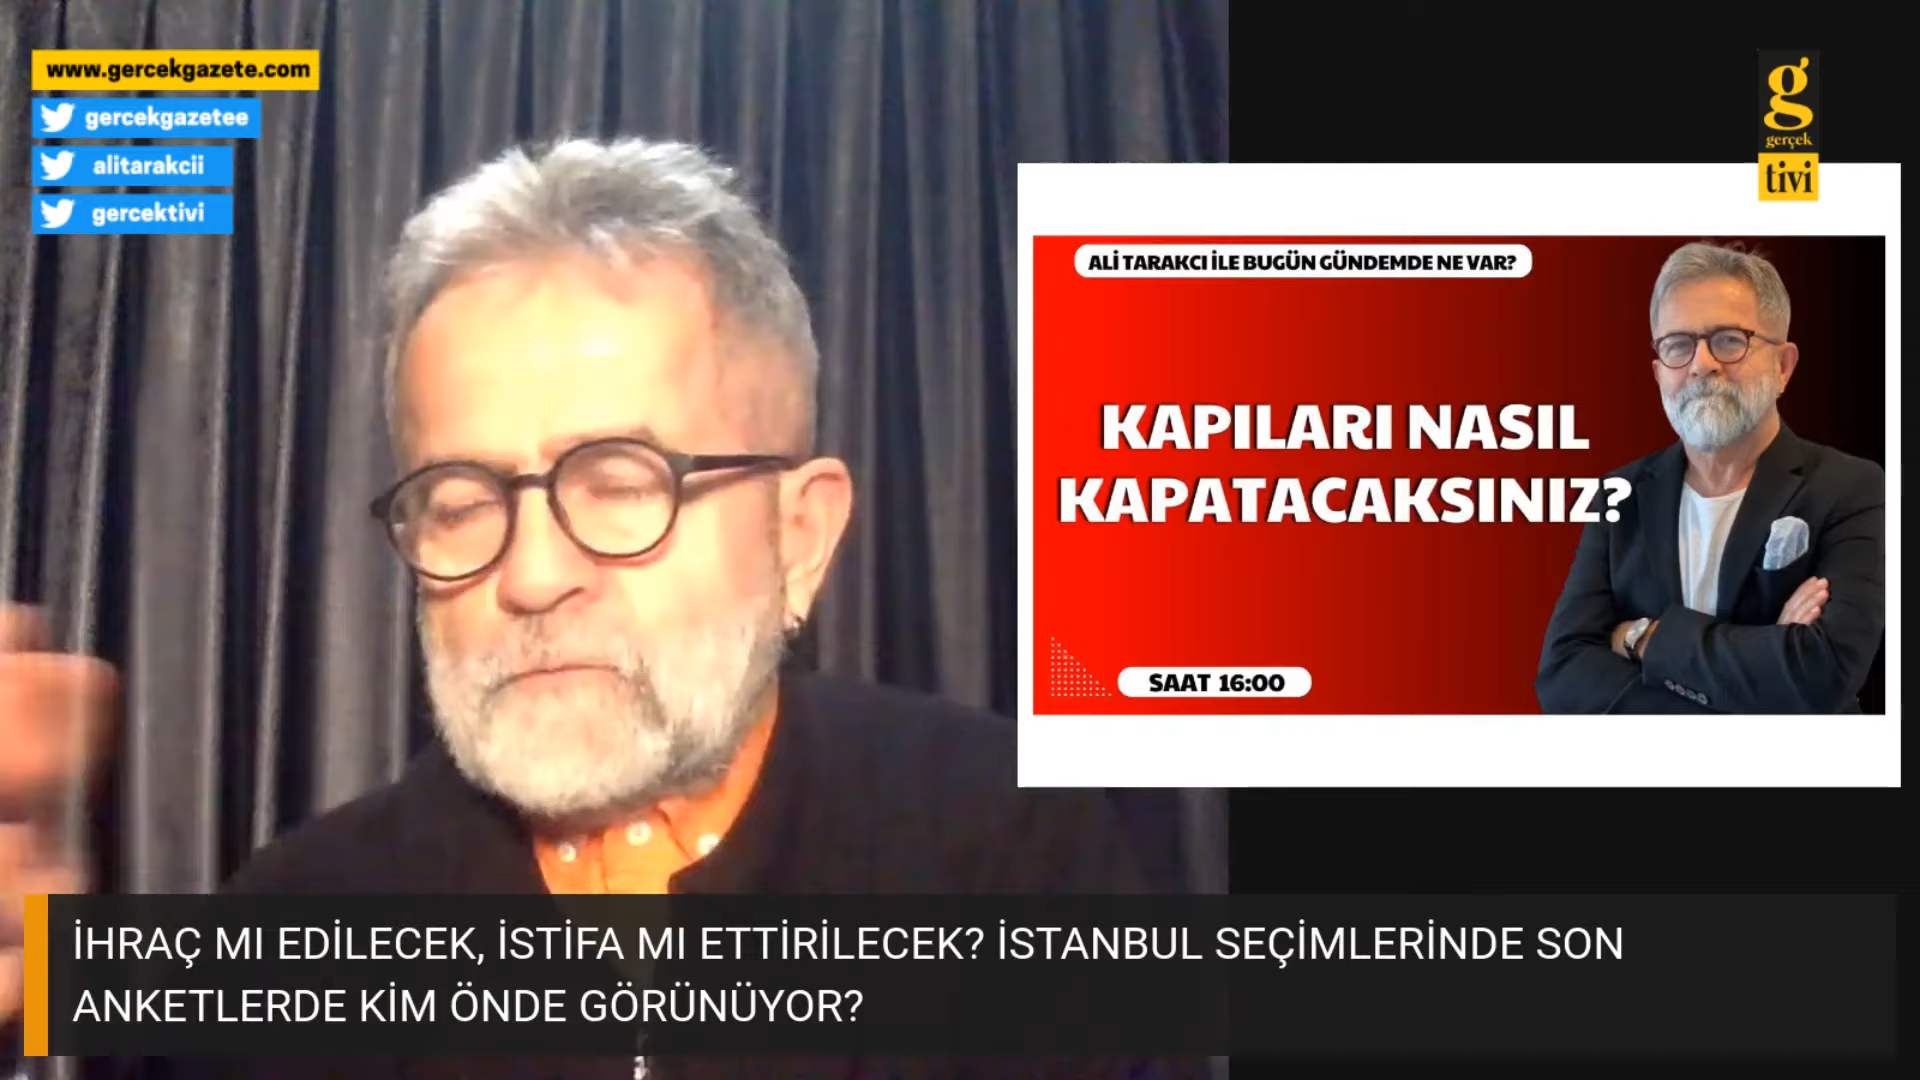 www.gercekgazete.com
gercekgazetee
alitarakcii
gercektivi
g
gerçek
tivi
ALİ TARAKCI İLE BUGÜN GÜNDEMDE NE VAR?
KAPILARI NASIL
KAPATACAKSINIZ?
SAAT 16:00
İHRAÇ MI EDİLECEK, İSTİFA MI ETTİRİLECEK? İSTANBUL SEÇİMLERİNDE SON
ANKETLERDE KİM ÖNDE GÖRÜNÜYOR?